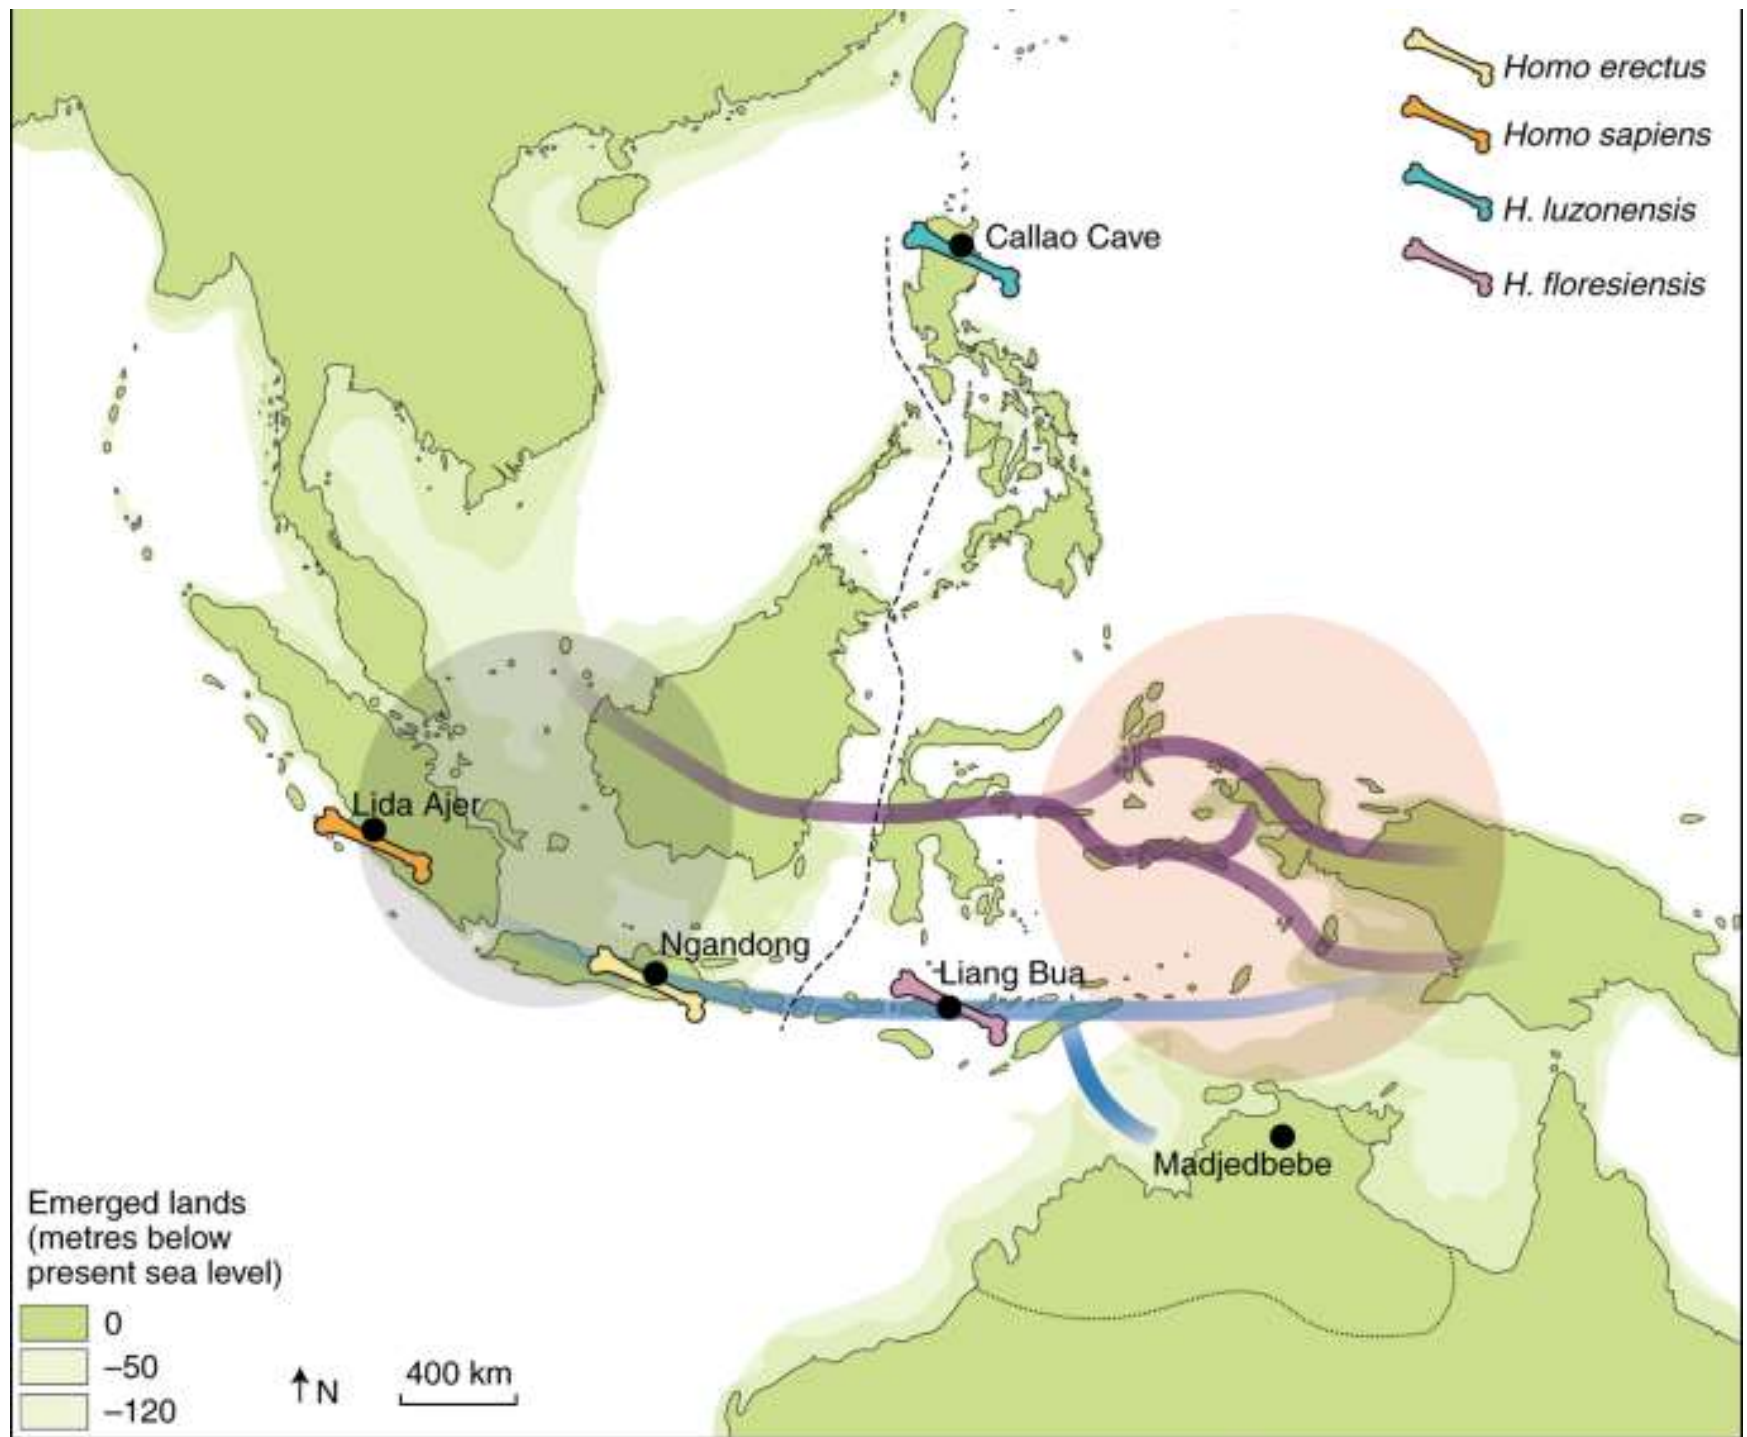 Homo erectus
Homo sapiens
H. luzonensis
H. floresiensis
Callao Cave
Lida Ajer
Ngandong
Liang Bua
Madjedbebe
Emerged lands
(metres below
present sea level)
0
–50
–120
N
400 km